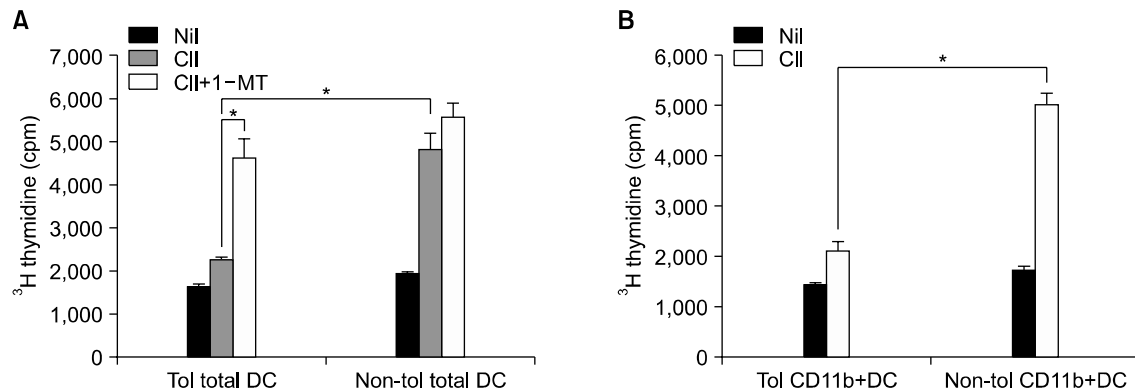 A
Nil
CII
CII+1−MT
³H thymidine (cpm)
7,000
6,000
5,000
4,000
3,000
2,000
1,000
0
*
*
Tol total DC
Non-tol total DC
B
Nil
CII
³H thymidine (cpm)
6,000
5,000
4,000
3,000
2,000
1,000
0
*
Tol CD11b+DC
Non-tol CD11b+DC